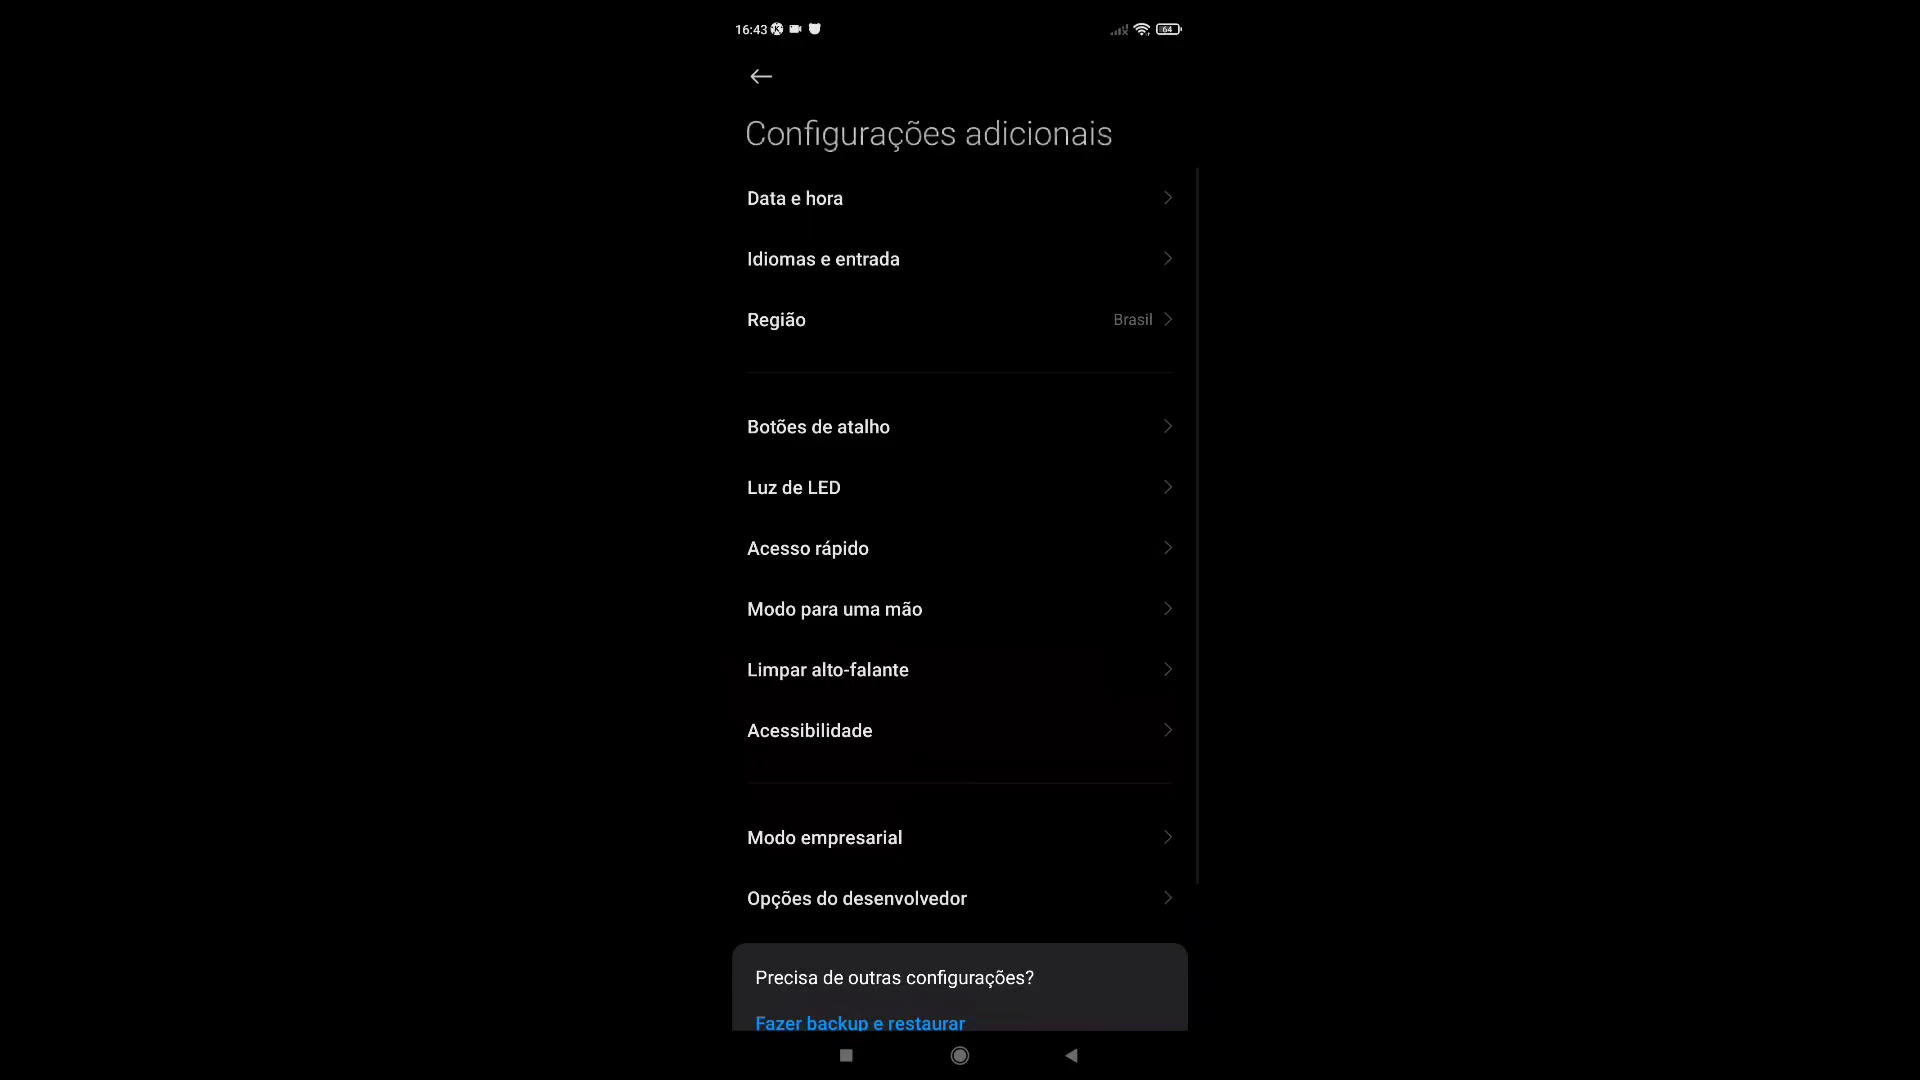 16:43
64
Configurações adicionais
Data e hora
Idiomas e entrada
Região
Brasil
Botões de atalho
Luz de LED
Acesso rápido
Modo para uma mão
Limpar alto-falante
Acessibilidade
Modo empresarial
Opções do desenvolvedor
Precisa de outras configurações?
Fazer backup e restaurar